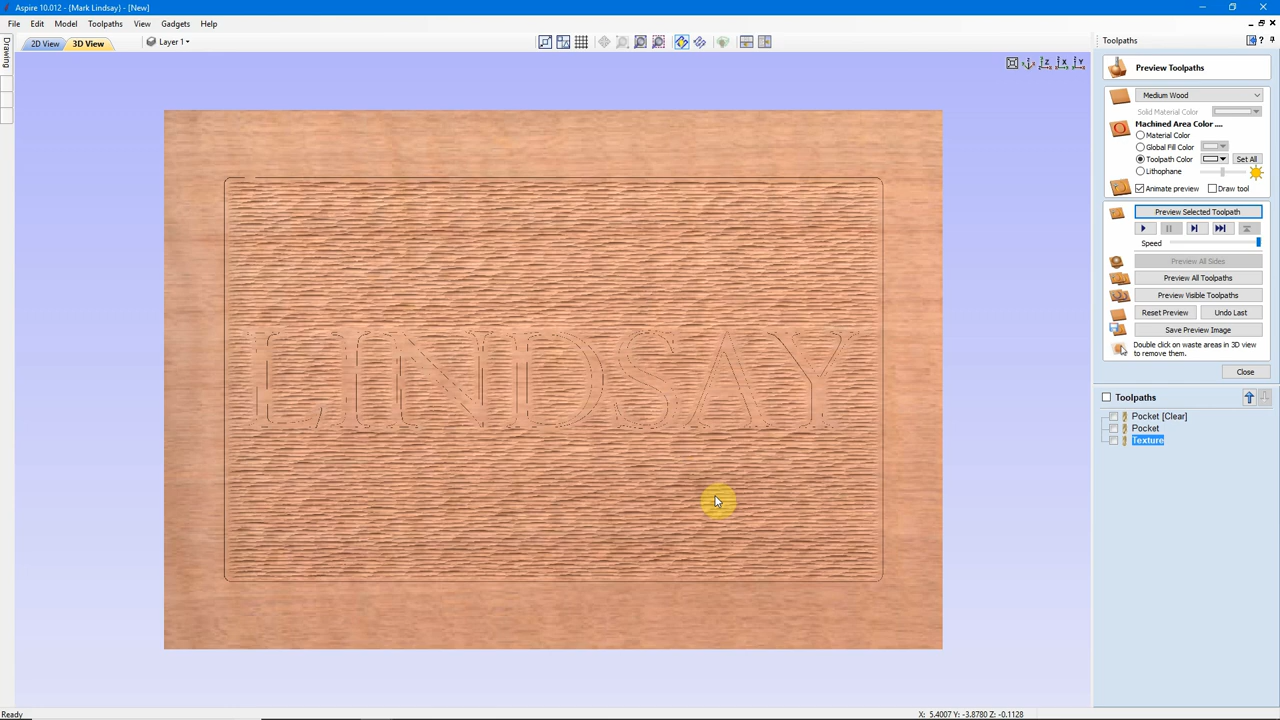 Aspire 10.012 - {Mark Lindsay} - [New]
File Edit Model Toolpaths View Gadgets Help
2D View 3D View Layer 1
Drawing
Toolpaths
Preview Toolpaths
Medium Wood
Solid Material Color
Machined Area Color ....
Material Color
Global Fill Color
Toolpath Color Set All
Lithophane
Animate preview Draw tool
Preview Selected Toolpath
Speed
Preview All Sides
Preview All Toolpaths
Preview Visible Toolpaths
Reset Preview Undo Last
Save Preview Image
Double click on waste areas in 3D view
to remove them.
Close
Toolpaths
Pocket [Clear]
Pocket
Texture
LINDSAY
Ready X: 5.4007 Y: -3.8780 Z: -0.1128